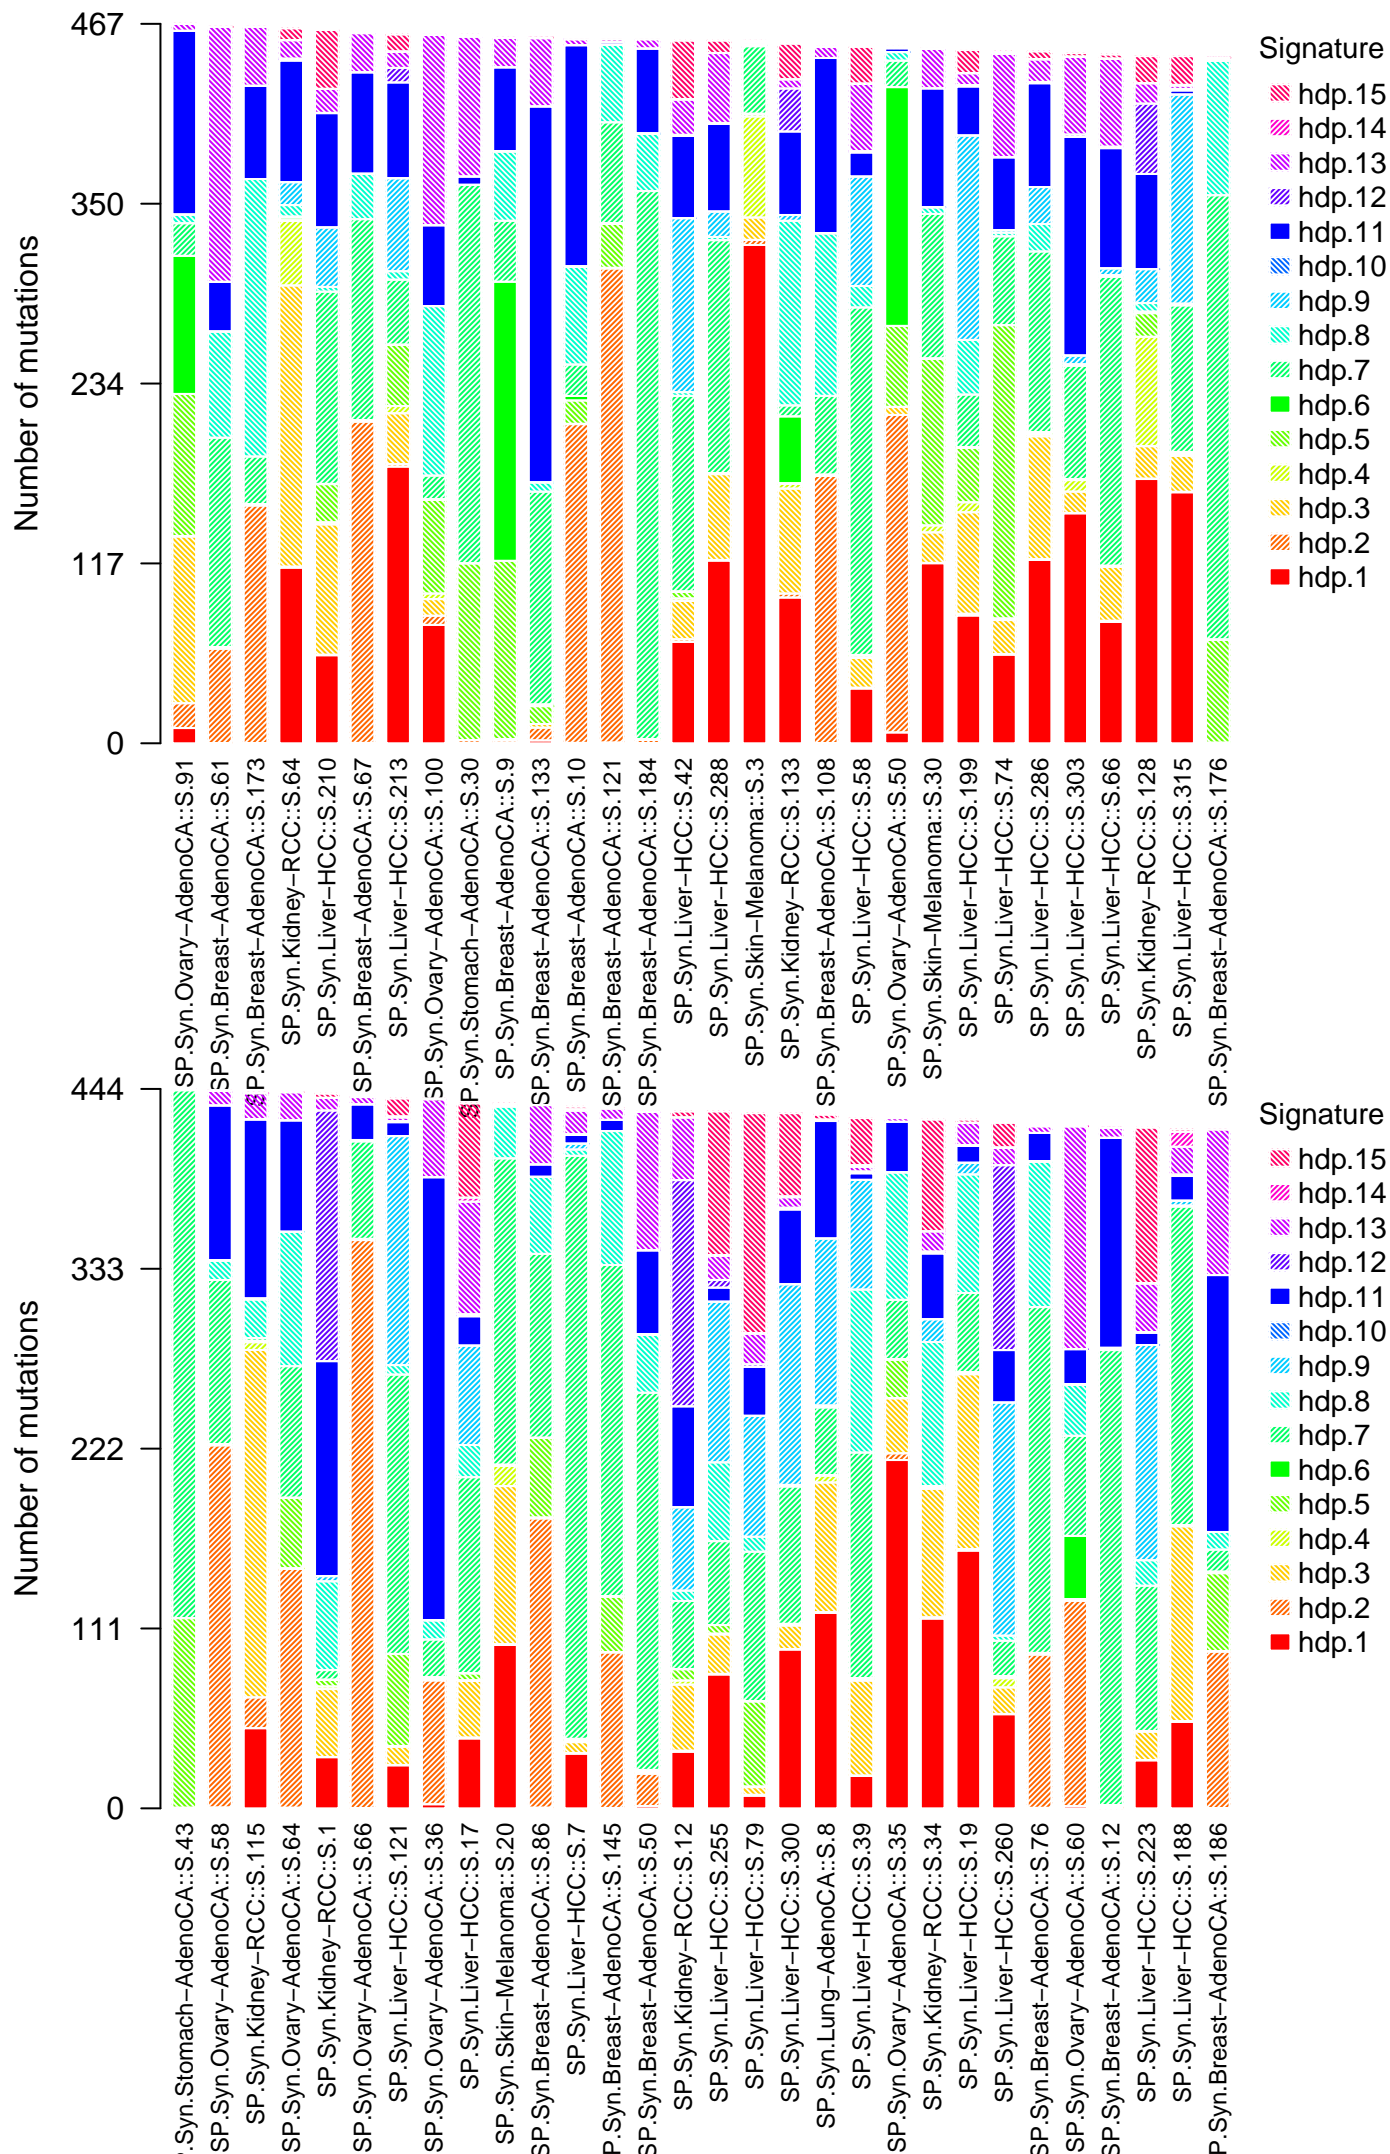 Number of mutations
467
350
234
117
0
Signature
hdp.15
hdp.14
hdp.13
hdp.12
hdp.11
hdp.10
hdp.9
hdp.8
hdp.7
hdp.6
hdp.5
hdp.4
hdp.3
hdp.2
hdp.1
SP.Syn.Ovary−AdenoCA::S.91
SP.Syn.Breast−AdenoCA::S.61
SP.Syn.Breast−AdenoCA::S.173
SP.Syn.Kidney−RCC::S.64
SP.Syn.Liver−HCC::S.210
SP.Syn.Breast−AdenoCA::S.67
SP.Syn.Liver−HCC::S.213
SP.Syn.Ovary−AdenoCA::S.100
SP.Syn.Stomach−AdenoCA::S.30
SP.Syn.Breast−AdenoCA::S.9
SP.Syn.Breast−AdenoCA::S.133
SP.Syn.Breast−AdenoCA::S.10
SP.Syn.Breast−AdenoCA::S.121
SP.Syn.Breast−AdenoCA::S.184
SP.Syn.Liver−HCC::S.42
SP.Syn.Liver−HCC::S.288
SP.Syn.Skin−Melanoma::S.3
SP.Syn.Kidney−RCC::S.133
SP.Syn.Breast−AdenoCA::S.108
SP.Syn.Liver−HCC::S.58
SP.Syn.Ovary−AdenoCA::S.50
SP.Syn.Skin−Melanoma::S.30
SP.Syn.Liver−HCC::S.199
SP.Syn.Liver−HCC::S.74
SP.Syn.Liver−HCC::S.286
SP.Syn.Liver−HCC::S.303
SP.Syn.Liver−HCC::S.66
SP.Syn.Kidney−RCC::S.128
SP.Syn.Liver−HCC::S.315
SP.Syn.Breast−AdenoCA::S.176
Number of mutations
444
333
222
111
0
Signature
hdp.15
hdp.14
hdp.13
hdp.12
hdp.11
hdp.10
hdp.9
hdp.8
hdp.7
hdp.6
hdp.5
hdp.4
hdp.3
hdp.2
hdp.1
P.Syn.Stomach−AdenoCA::S.43
SP.Syn.Ovary−AdenoCA::S.58
SP.Syn.Kidney−RCC::S.115
SP.Syn.Ovary−AdenoCA::S.64
SP.Syn.Kidney−RCC::S.1
SP.Syn.Ovary−AdenoCA::S.66
SP.Syn.Liver−HCC::S.121
SP.Syn.Ovary−AdenoCA::S.36
SP.Syn.Liver−HCC::S.17
SP.Syn.Skin−Melanoma::S.20
SP.Syn.Breast−AdenoCA::S.86
SP.Syn.Liver−HCC::S.7
P.Syn.Breast−AdenoCA::S.145
SP.Syn.Breast−AdenoCA::S.50
SP.Syn.Kidney−RCC::S.12
SP.Syn.Liver−HCC::S.255
SP.Syn.Liver−HCC::S.79
SP.Syn.Liver−HCC::S.300
SP.Syn.Lung−AdenoCA::S.8
SP.Syn.Liver−HCC::S.39
SP.Syn.Ovary−AdenoCA::S.35
SP.Syn.Kidney−RCC::S.34
SP.Syn.Liver−HCC::S.19
SP.Syn.Liver−HCC::S.260
SP.Syn.Breast−AdenoCA::S.76
SP.Syn.Ovary−AdenoCA::S.60
SP.Syn.Breast−AdenoCA::S.12
SP.Syn.Liver−HCC::S.223
SP.Syn.Liver−HCC::S.188
P.Syn.Breast−AdenoCA::S.186